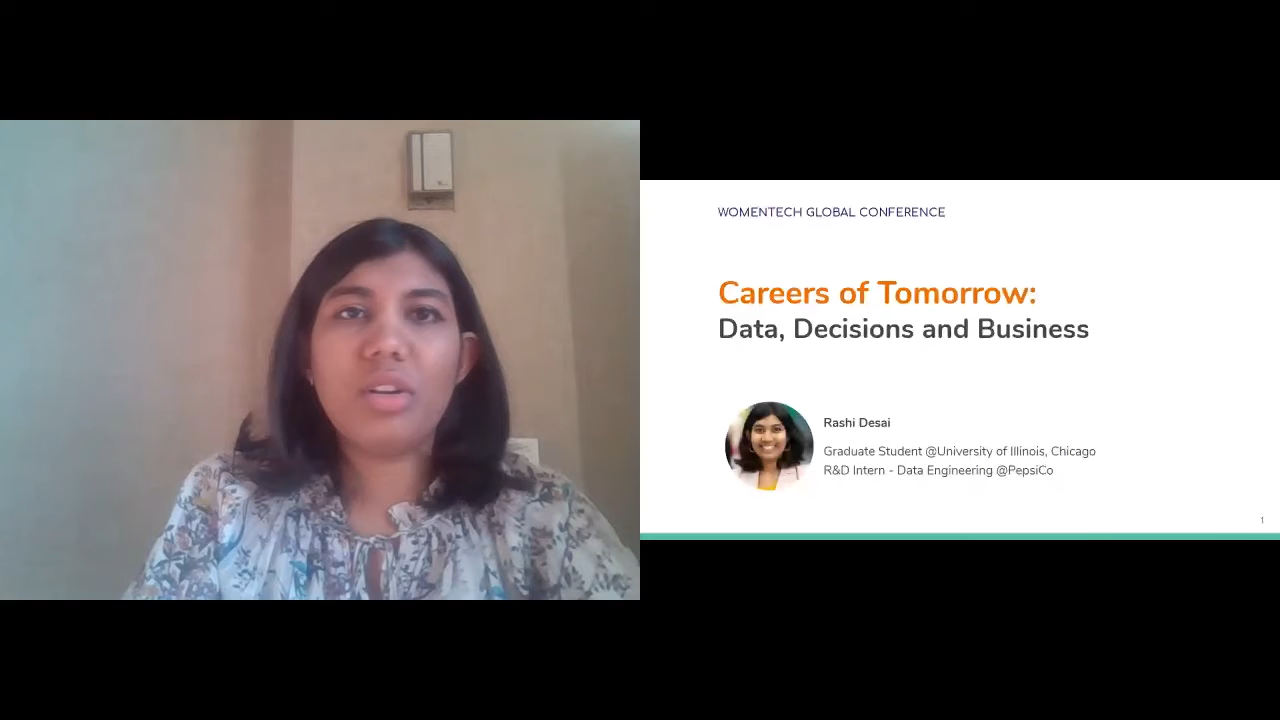 WOMENTECH GLOBAL CONFERENCE
Careers of Tomorrow:
Data, Decisions and Business
Rashi Desai
Graduate Student @University of Illinois, Chicago
R&D Intern - Data Engineering @PepsiCo
1